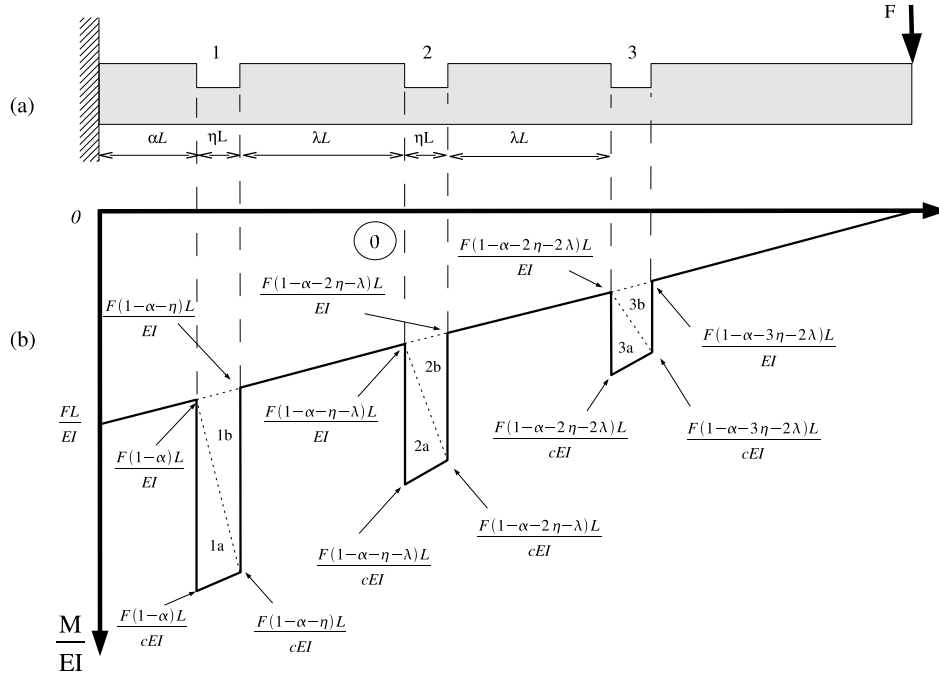 F
1 2 3
(a)
αL ηL λL ηL λL
0
0
F(1-α-2η-2λ)L
EI
F(1-α-2η-λ)L
EI
F(1-α-η)L
EI
3b
(b)
3a
F(1-α-3η-2λ)L
EI
2b
FL
EI
F(1-α-η-λ)L
EI
1b
F(1-α-2η-2λ)L
cEI
F(1-α-3η-2λ)L
cEI
F(1-α)L
EI
2a
1a
F(1-α-η-λ)L
cEI
F(1-α-2η-λ)L
cEI
F(1-α)L
cEI
F(1-α-η)L
cEI
M
EI